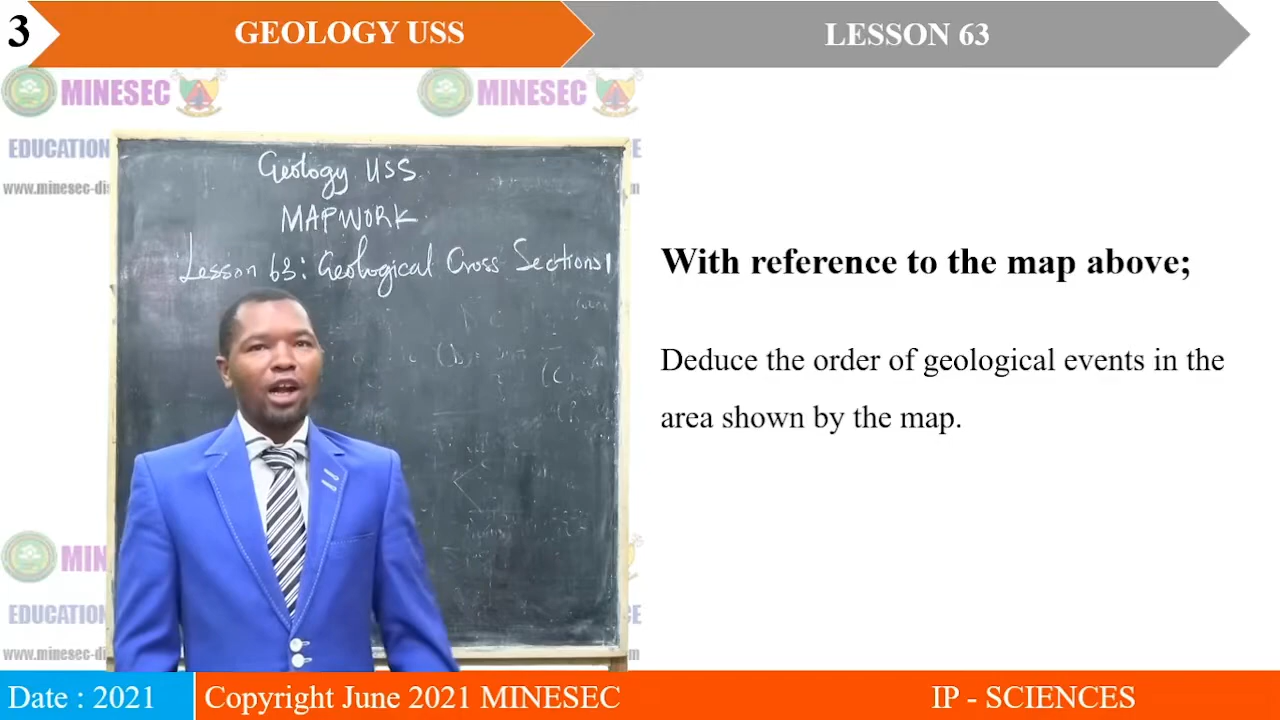 3
GEOLOGY USS
LESSON 63
MINESEC
MINESEC
EDUCATION
www.minesec-di
Geology USS
MAPWORK
Lesson 63: Geological Cross Sections 1
With reference to the map above;
Deduce the order of geological events in the
area shown by the map.
MIN
EDUCATION
www.minesec-di
Date : 2021
Copyright June 2021 MINESEC
IP - SCIENCES